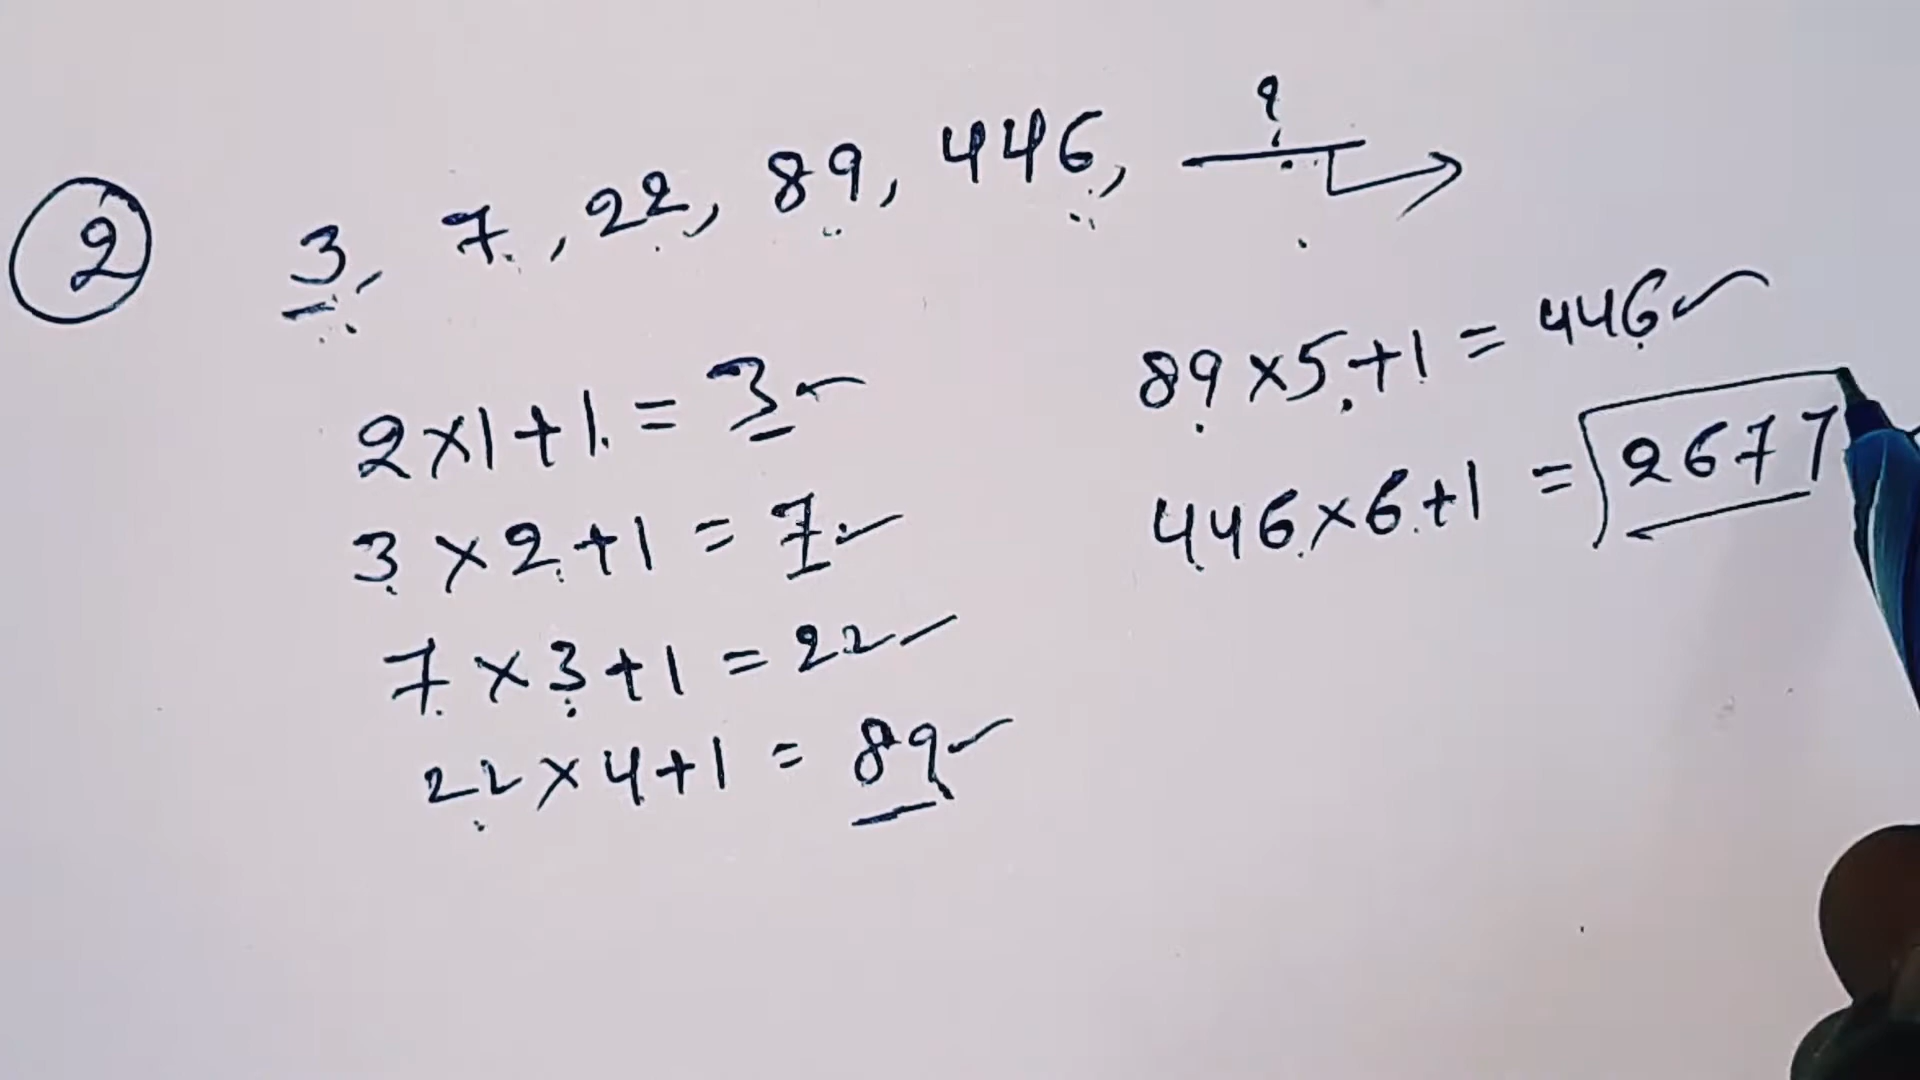 2 3, 7, 22, 89, 446, ?
2×1+1 = 3
3×2+1 = 7
7×3+1 = 22
22×4+1 = 89
89×5+1 = 446
446×6+1 = 2677